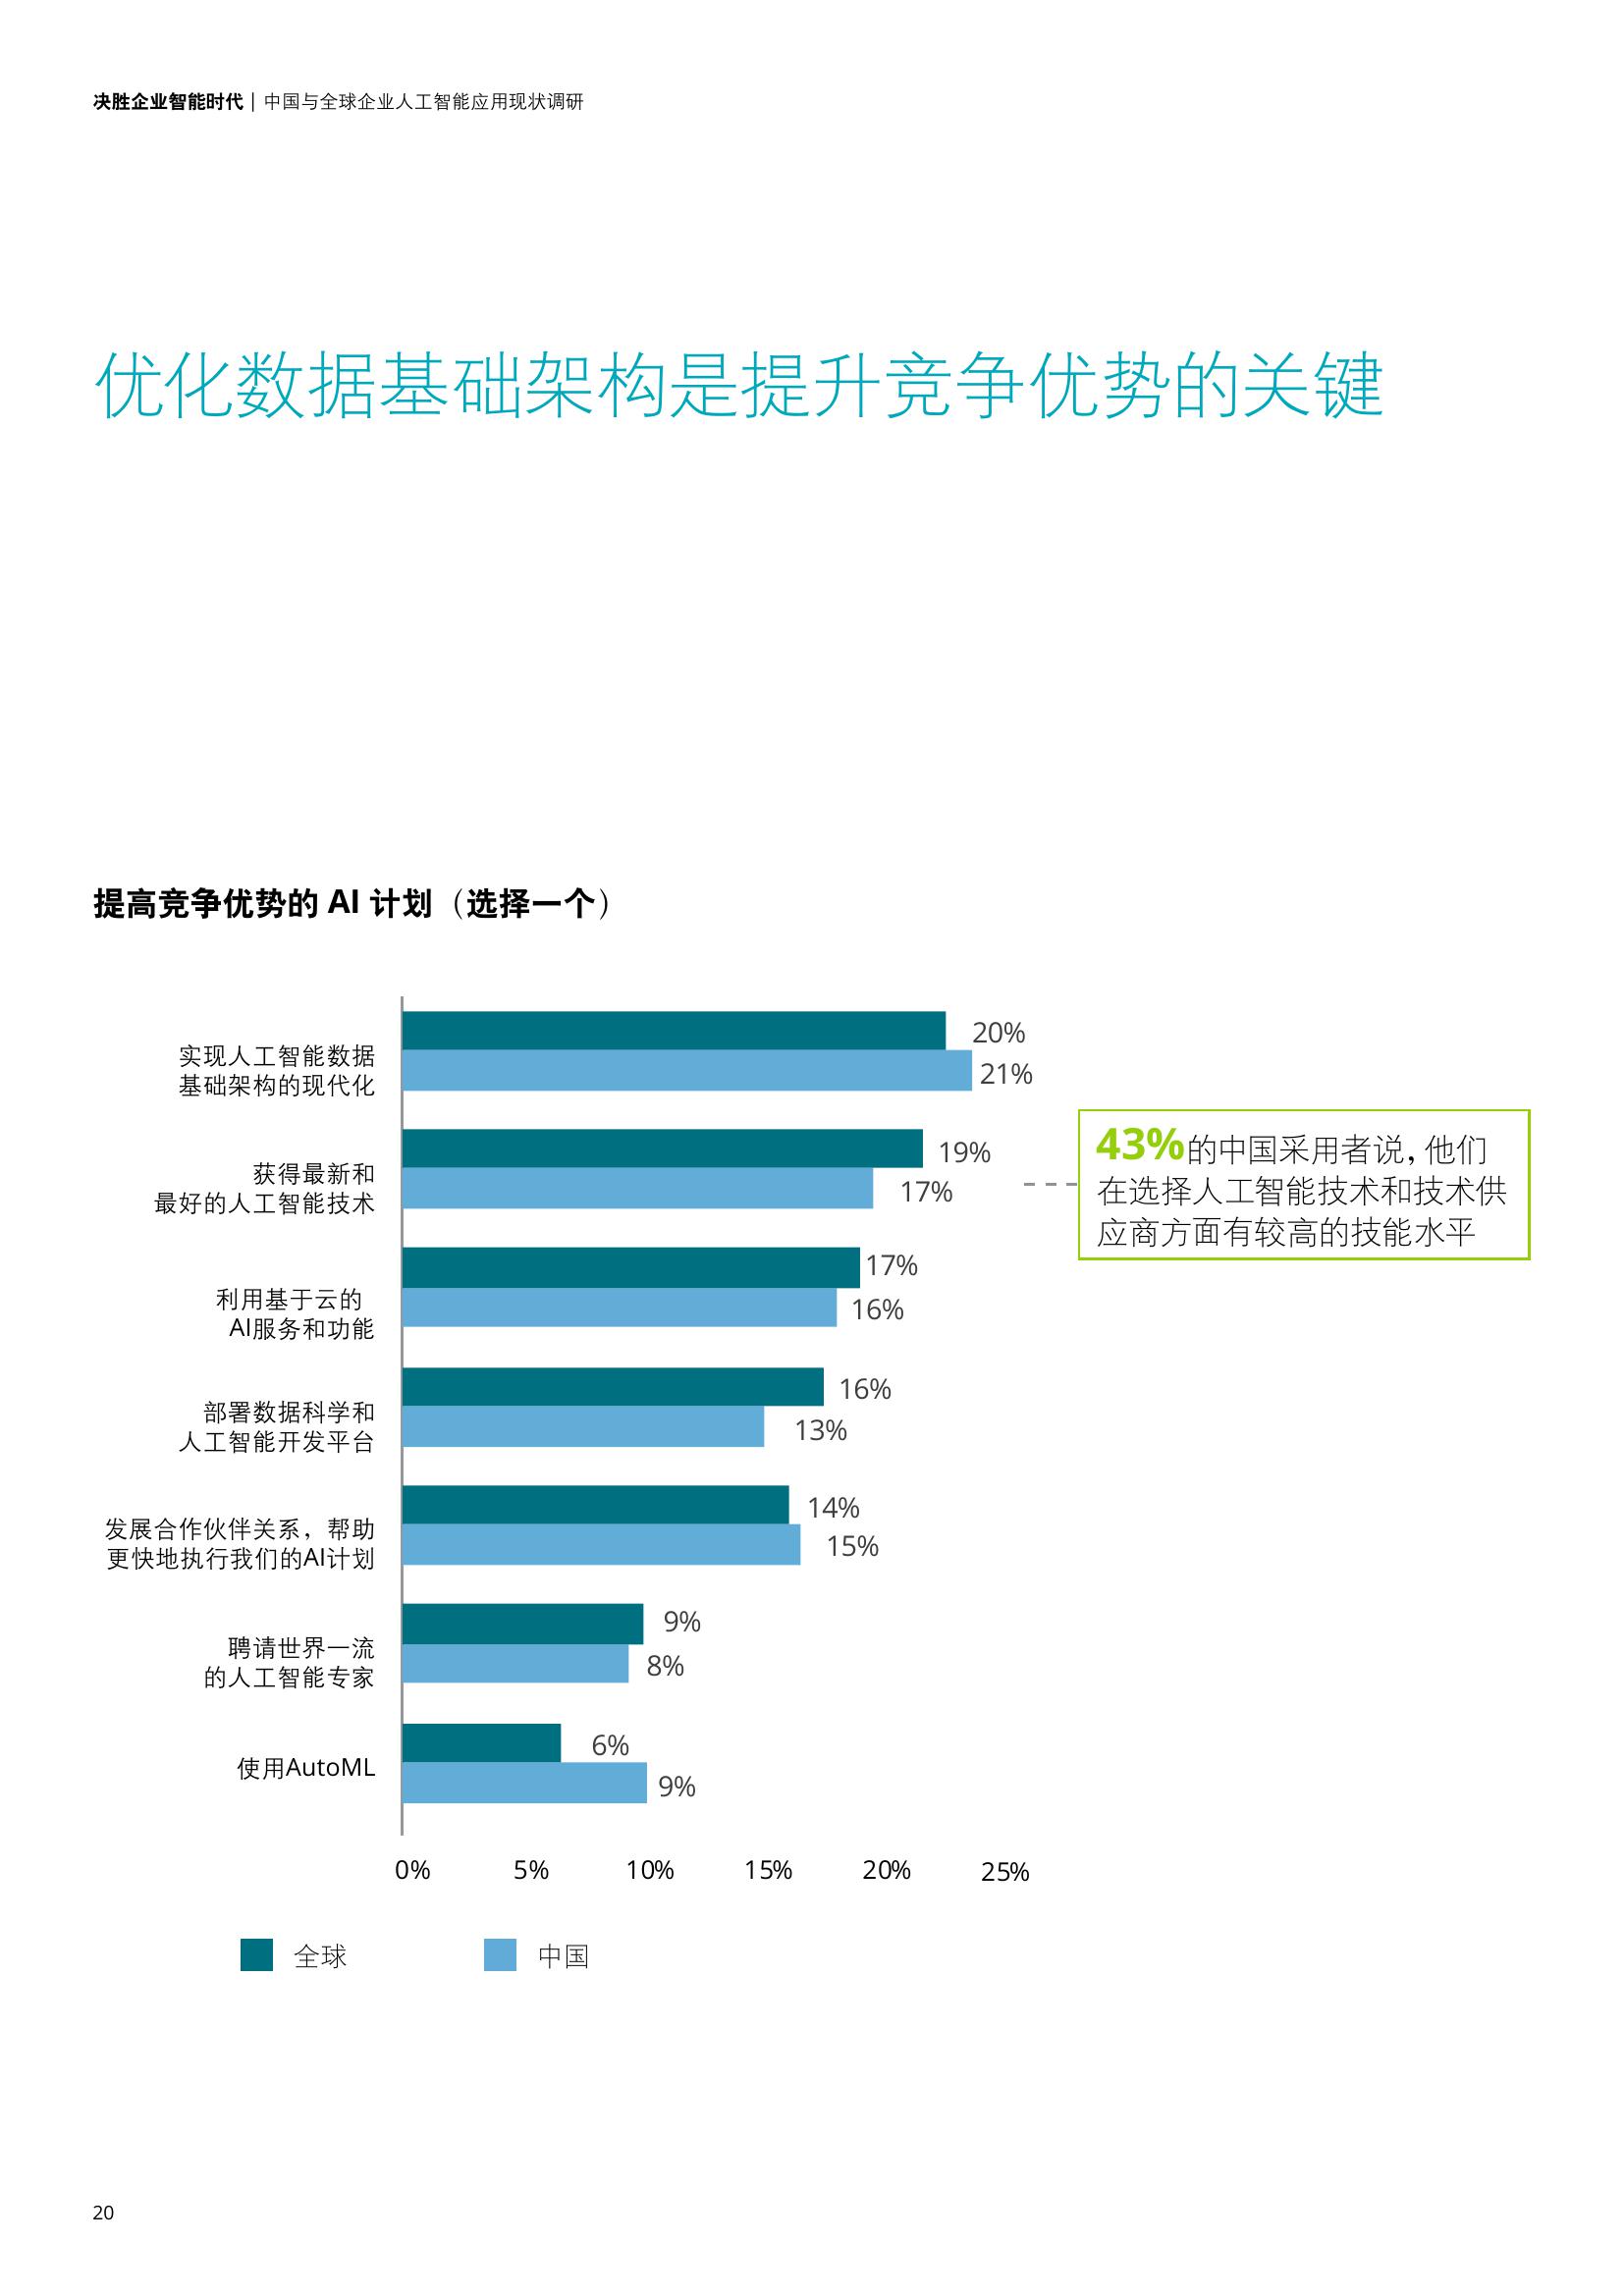 决胜企业智能时代 | 中国与全球企业人工智能应用现状调研
优化数据基础架构是提升竞争优势的关键
提高竞争优势的 AI 计划（选择一个）
实现人工智能数据
基础架构的现代化
20%
21%
获得最新和
最好的人工智能技术
19%
17%
43%的中国采用者说，他们
在选择人工智能技术和技术供
应商方面有较高的技能水平
利用基于云的
AI服务和功能
17%
16%
部署数据科学和
人工智能开发平台
16%
13%
发展合作伙伴关系，帮助
更快地执行我们的AI计划
14%
15%
聘请世界一流
的人工智能专家
9%
8%
使用AutoML
6%
9%
0% 5% 10% 15% 20% 25%
全球 中国
20